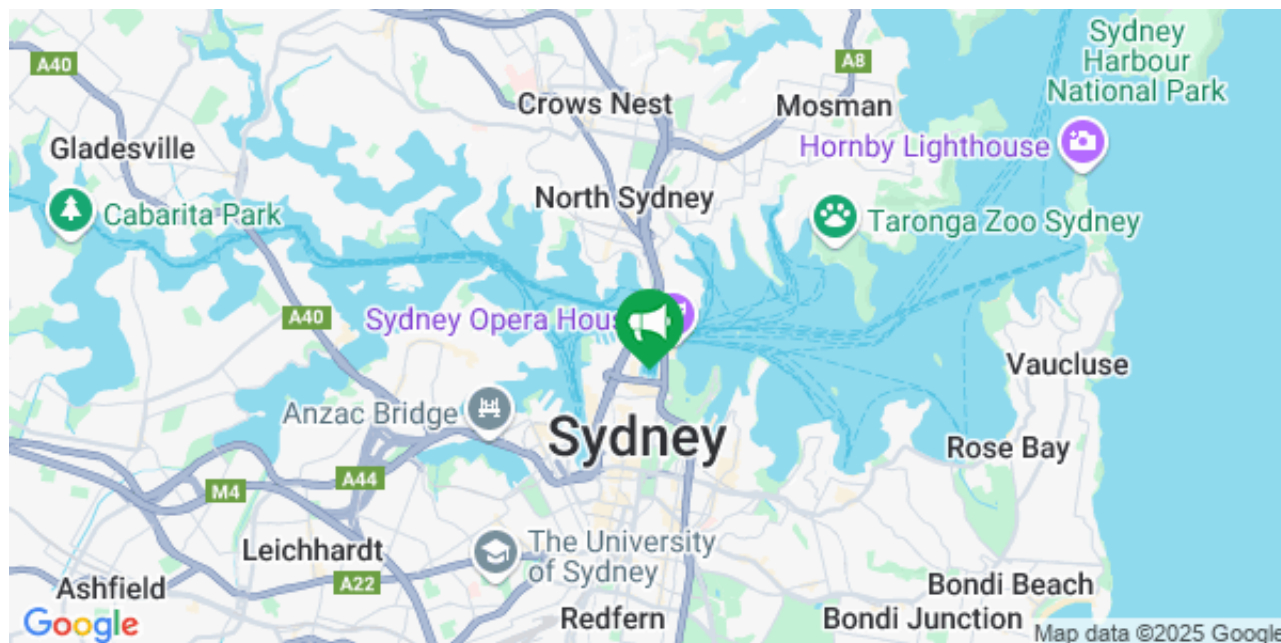 Sydney
Harbour
National Park
A40
A8
Crows Nest
Mosman
Gladesville
Hornby Lighthouse
North Sydney
Cabarita Park
Taronga Zoo Sydney
A40
Sydney Opera Hous
Vaucluse
Anzac Bridge
Sydney
Rose Bay
A44
M4
Leichhardt
The University
of Sydney
Ashfield
A22
Bondi Beach
Redfern
Bondi Junction
Google
Map data ©2025 Google